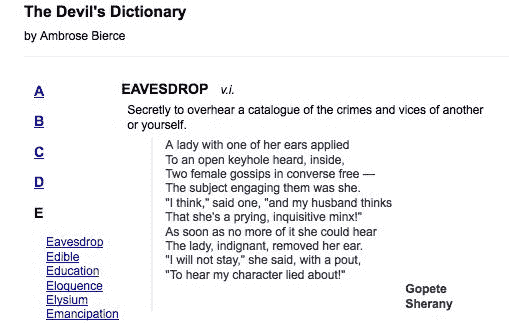 The Devil's Dictionary
by Ambrose Bierce
A
B
C
D
E
Eavesdrop
Edible
Education
Eloquence
Elysium
Emancipation
EAVESDROP v.i.
Secretly to overhear a catalogue of the crimes and vices of another
or yourself.
A lady with one of her ears applied
To an open keyhole heard, inside,
Two female gossips in converse free —
The subject engaging them was she.
"I think," said one, "and my husband thinks
That she's a prying, inquisitive minx!"
As soon as no more of it she could hear
The lady, indignant, removed her ear.
"I will not stay," she said, with a pout,
"To hear my character lied about!"
Gopete
Sherany